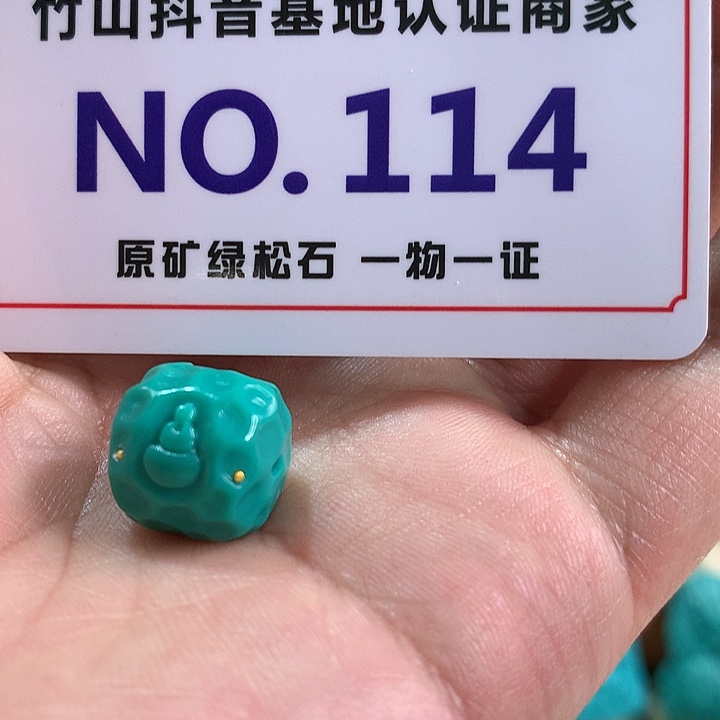 竹山抖音基地认证商家
NO.114
原矿绿松石 一物一证